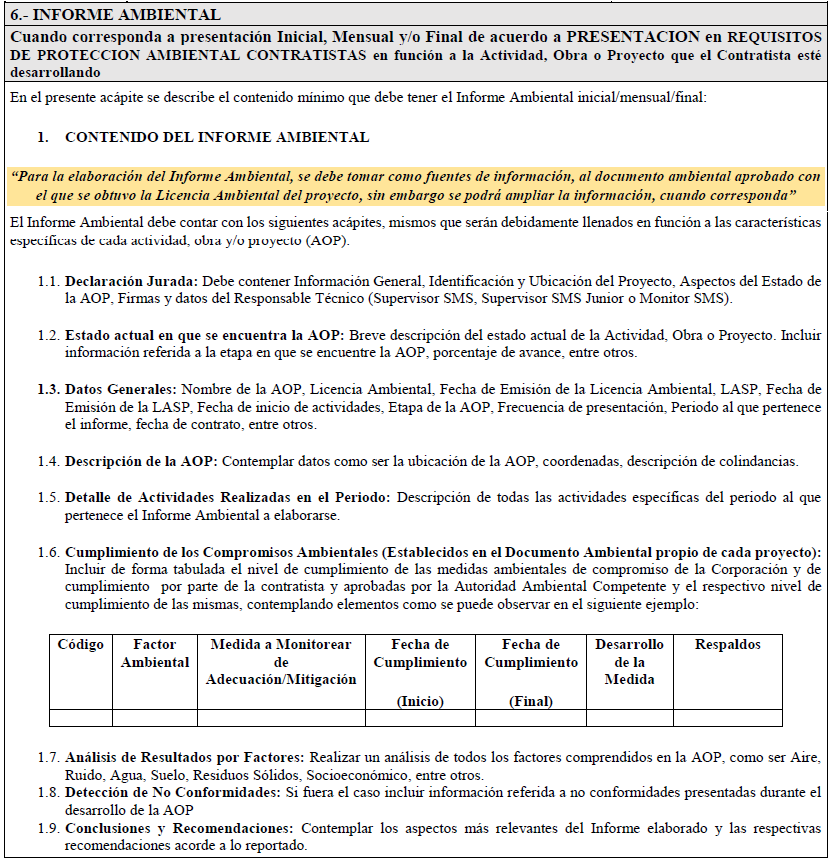 6.- INFORME AMBIENTAL
Cuando corresponda a presentación Inicial, Mensual y/o Final de acuerdo a PRESENTACION en REQUISITOS
DE PROTECCION AMBIENTAL CONTRATISTAS en función a la Actividad, Obra o Proyecto que el Contratista esté
desarrollando
En el presente acápite se describe el contenido mínimo que debe tener el Informe Ambiental inicial/mensual/final:
1. CONTENIDO DEL INFORME AMBIENTAL
“Para la elaboración del Informe Ambiental, se debe tomar como fuentes de información, al documento ambiental aprobado con
el que se obtuvo la Licencia Ambiental del proyecto, sin embargo se podrá ampliar la información, cuando corresponda”
El Informe Ambiental debe contar con los siguientes acápites, mismos que serán debidamente llenados en función a las características
específicas de cada actividad, obra y/o proyecto (AOP).
1.1. Declaración Jurada: Debe contener Información General, Identificación y Ubicación del Proyecto, Aspectos del Estado de
la AOP, Firmas y datos del Responsable Técnico (Supervisor SMS, Supervisor SMS Junior o Monitor SMS).
1.2. Estado actual en que se encuentra la AOP: Breve descripción del estado actual de la Actividad, Obra o Proyecto. Incluir
información referida a la etapa en que se encuentre la AOP, porcentaje de avance, entre otros.
1.3. Datos Generales: Nombre de la AOP, Licencia Ambiental, Fecha de Emisión de la Licencia Ambiental, LASP, Fecha de
Emisión de la LASP, Fecha de inicio de actividades, Etapa de la AOP, Frecuencia de presentación, Periodo al que pertenece
el informe, fecha de contrato, entre otros.
1.4. Descripción de la AOP: Contemplar datos como ser la ubicación de la AOP, coordenadas, descripción de colindancias.
1.5. Detalle de Actividades Realizadas en el Periodo: Descripción de todas las actividades específicas del periodo al que
pertenece el Informe Ambiental a elaborarse.
1.6. Cumplimiento de los Compromisos Ambientales (Establecidos en el Documento Ambiental propio de cada proyecto):
Incluir de forma tabulada el nivel de cumplimiento de las medidas ambientales de compromiso de la Corporación y de
cumplimiento por parte de la contratista y aprobadas por la Autoridad Ambiental Competente y el respectivo nivel de
cumplimiento de las mismas, contemplando elementos como se puede observar en el siguiente ejemplo:
Código Factor Medida a Monitorear Fecha de Fecha de Desarrollo Respaldos
Ambiental de Cumplimiento Cumplimiento de la
Adecuación/Mitigación Medida
(Inicio) (Final)
1.7. Análisis de Resultados por Factores: Realizar un análisis de todos los factores comprendidos en la AOP, como ser Aire,
Ruido, Agua, Suelo, Residuos Sólidos, Socioeconómico, entre otros.
1.8. Detección de No Conformidades: Si fuera el caso incluir información referida a no conformidades presentadas durante el
desarrollo de la AOP
1.9. Conclusiones y Recomendaciones: Contemplar los aspectos más relevantes del Informe elaborado y las respectivas
recomendaciones acorde a lo reportado.